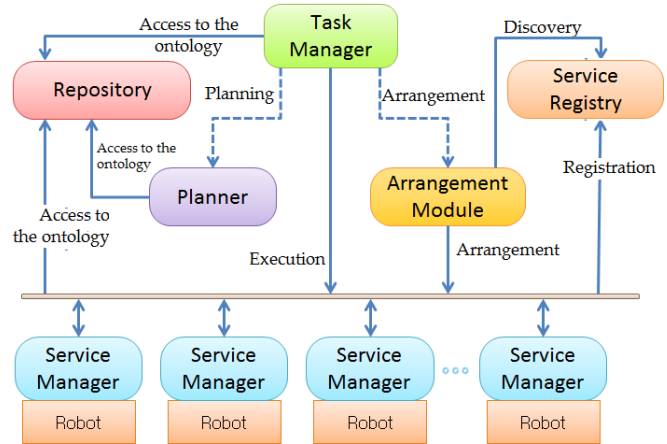 Access to the
ontology
Task
Manager
Discovery
Repository
Planning
Arrangement
Service
Registry
Access to the
ontology
Planner
Arrangement
Module
Registration
Access to
the ontology
Execution
Arrangement
Service
Manager
Service
Manager
Service
Manager
Service
Manager
Robot
Robot
Robot
Robot